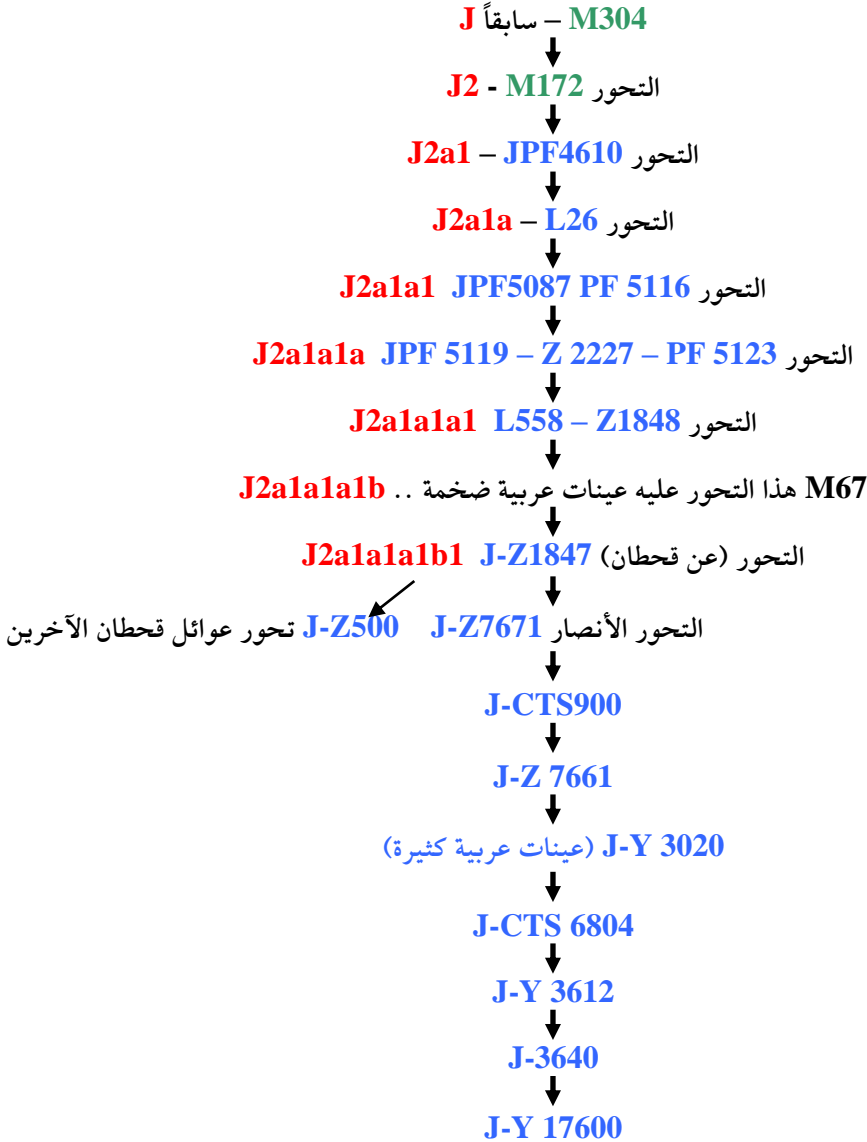 M304 – سابقاً J
التحور J2 - M172
التحور J2a1 – JPF4610
التحور J2a1a – L26
التحور J2a1a1 JPF5087 PF 5116
التحور J2a1a1a JPF 5119 – Z 2227 – PF 5123
التحور J2a1a1a1 L558 – Z1848
M67 هذا التحور عليه عينات عربية ضخمة .. J2a1a1a1b
التحور (عن قحطان) J2a1a1a1b1 J-Z1847
التحور الأنصار J-Z7671 J-Z500 تحور عوائل قحطان الآخرين
J-CTS900
J-Z 7661
J-Y 3020 (عينات عربية كثيرة)
J-CTS 6804
J-Y 3612
J-3640
J-Y 17600